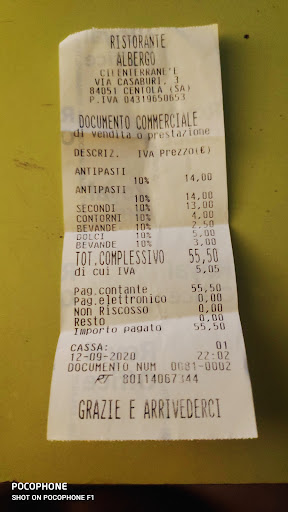 RISTORANTE
ALBERGO
CILENTERRANE'E
VIA CASABURI, 3
84051 CENTOLA (SA)
P.IVA 04319650653
DOCUMENTO COMMERCIALE
di vendita o prestazione
DESCRIZ. IVA Prezzo(€)
ANTIPASTI
10% 14,00
ANTIPASTI
10% 14,00
SECONDI 10% 13,00
CONTORNI 10% 4,00
BEVANDE 10% 2,50
DOLCI 10% 5,00
BEVANDE 10% 3,00
TOT.COMPLESSIVO 55,50
di cui IVA 5,05
Pag.contante 55,50
Pag.elettronico 0,00
Non Riscosso 0,00
Resto 0,00
Importo pagato 55,50
CASSA: 01
12-09-2020 22:02
DOCUMENTO NUM 0081-0002
RT 80I14067344
GRAZIE E ARRIVEDERCI
POCOPHONE
SHOT ON POCOPHONE F1